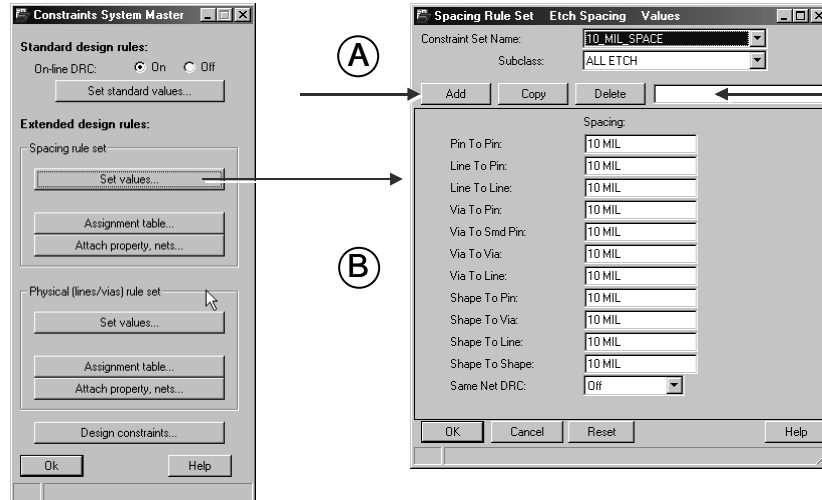 Constraints System Master
Standard design rules:
On-line DRC: On Off
Set standard values...
Extended design rules:
Spacing rule set
Set values...
Assignment table...
Attach property, nets...
Physical (lines/vias) rule set
Set values...
Assignment table...
Attach property, nets...
Design constraints...
Ok Help
A
B
Spacing Rule Set Etch Spacing Values
Constraint Set Name: 10_MIL_SPACE
Subclass: ALL ETCH
Add Copy Delete
Spacing:
Pin To Pin: 10 MIL
Line To Pin: 10 MIL
Line To Line: 10 MIL
Via To Pin: 10 MIL
Via To Smd Pin: 10 MIL
Via To Via: 10 MIL
Via To Line: 10 MIL
Shape To Pin: 10 MIL
Shape To Via: 10 MIL
Shape To Line: 10 MIL
Shape To Shape: 10 MIL
Same Net DRC: Off
OK Cancel Reset Help